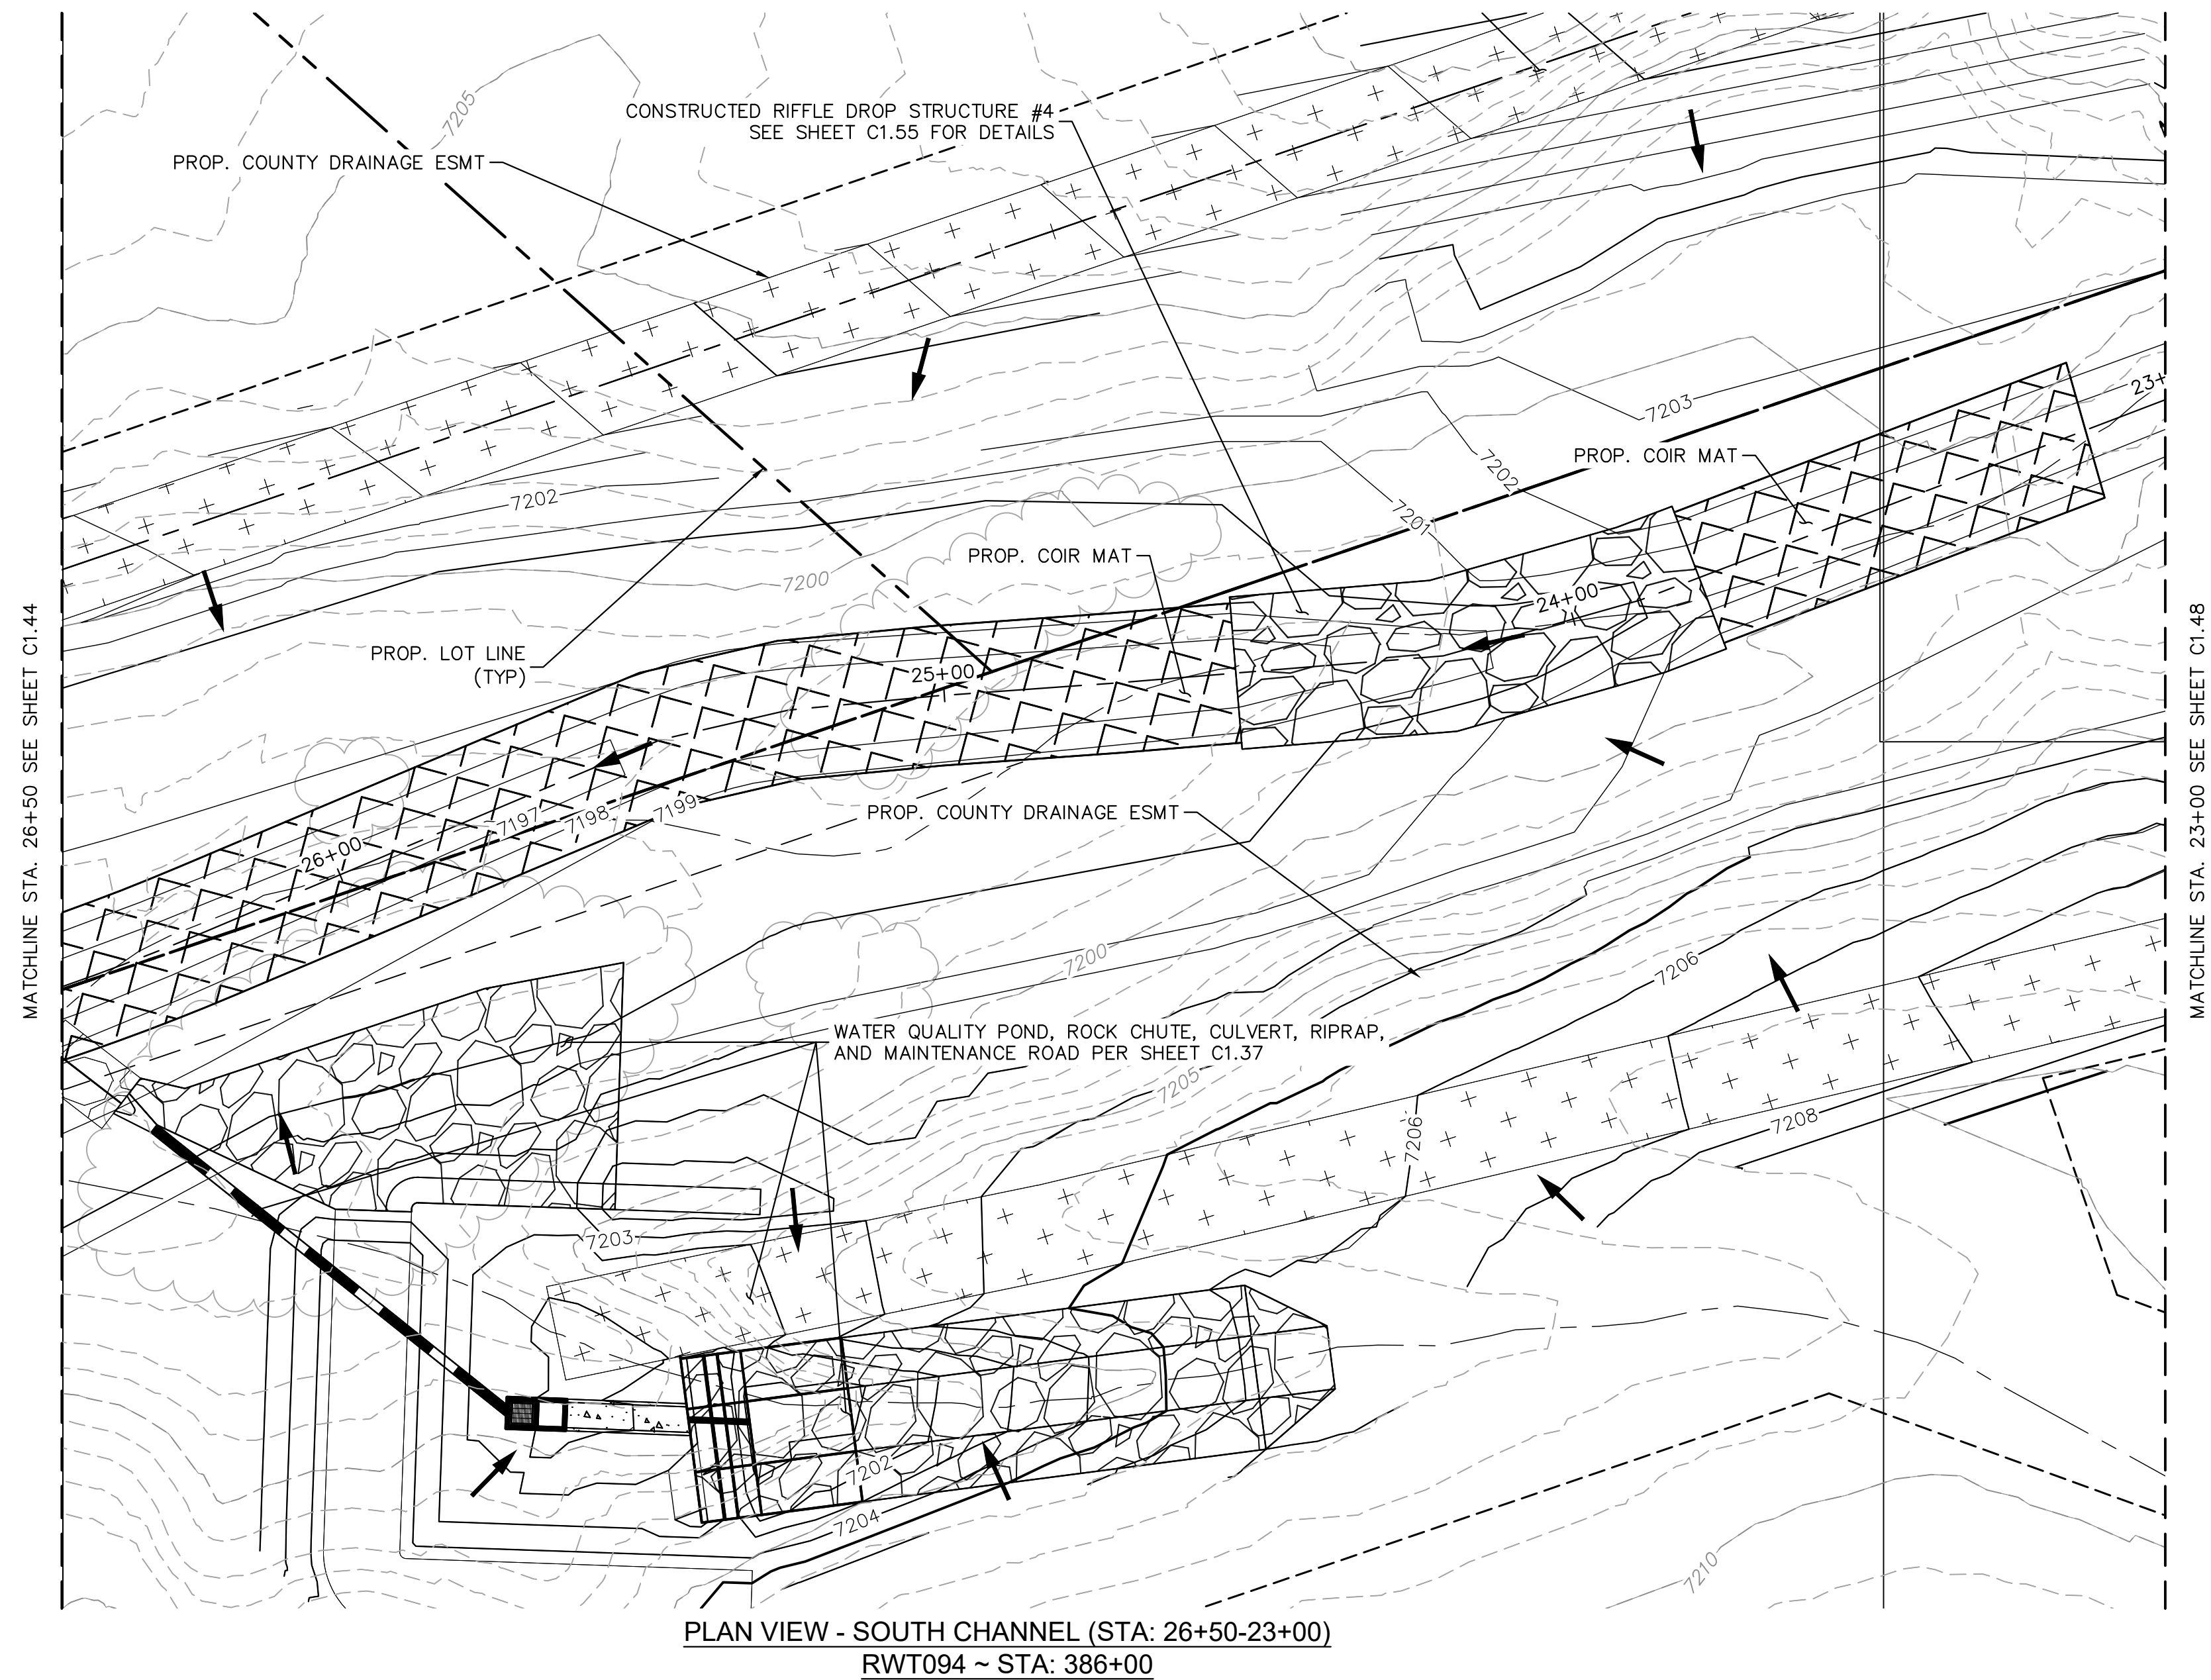 7205
CONSTRUCTED RIFFLE DROP STRUCTURE #4
SEE SHEET C1.55 FOR DETAILS
PROP. COUNTY DRAINAGE ESMT
23+
7203
PROP. COIR MAT
7202
7202
7201
PROP. COIR MAT
7200
24+00
MATCHLINE STA. 26+50 SEE SHEET C1.44
MATCHLINE STA. 23+00 SEE SHEET C1.48
PROP. LOT LINE
(TYP)
25+00
7197
7198
7199
PROP. COUNTY DRAINAGE ESMT
26+00
7200
7206
WATER QUALITY POND, ROCK CHUTE, CULVERT, RIPRAP,
AND MAINTENANCE ROAD PER SHEET C1.37
7205
7208
7206
7203
7202
7204
7210
PLAN VIEW - SOUTH CHANNEL (STA: 26+50-23+00)
RWT094 ~ STA: 386+00